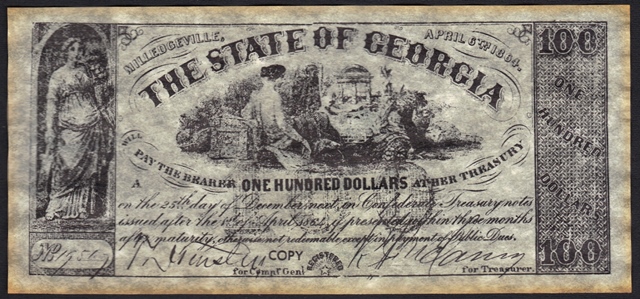 MILLEDGEVILLE, APRIL 6TH 1864.
100
THE STATE OF GEORGIA
ONE HUNDRED DOLLARS
WILL
PAY THE BEARER ONE HUNDRED DOLLARS AT HER TREASURY
A
on the 25th day of December next, in Confederate Treasury notes
issued after the 1st of April 1864, if presented within three months
after maturity, otherwise not redeemable except in payment of Public Dues.
No
COPY
for Compt Genl
REGISTERED
for Treasurer.
100